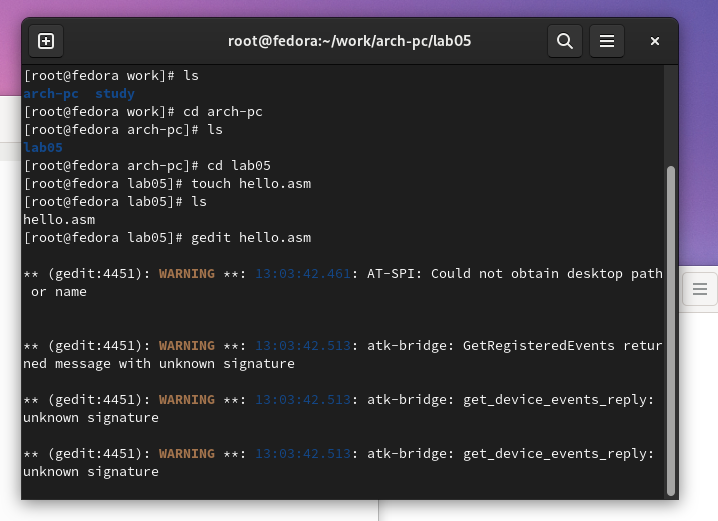 root@fedora:~/work/arch-pc/lab05
[root@fedora work]# ls
arch-pc  study
[root@fedora work]# cd arch-pc
[root@fedora arch-pc]# ls
lab05
[root@fedora arch-pc]# cd lab05
[root@fedora lab05]# touch hello.asm
[root@fedora lab05]# ls
hello.asm
[root@fedora lab05]# gedit hello.asm
** (gedit:4451): WARNING **: 13:03:42.461: AT-SPI: Could not obtain desktop path
 or name
** (gedit:4451): WARNING **: 13:03:42.513: atk-bridge: GetRegisteredEvents retur
ned message with unknown signature
** (gedit:4451): WARNING **: 13:03:42.513: atk-bridge: get_device_events_reply:
unknown signature
** (gedit:4451): WARNING **: 13:03:42.513: atk-bridge: get_device_events_reply:
unknown signature